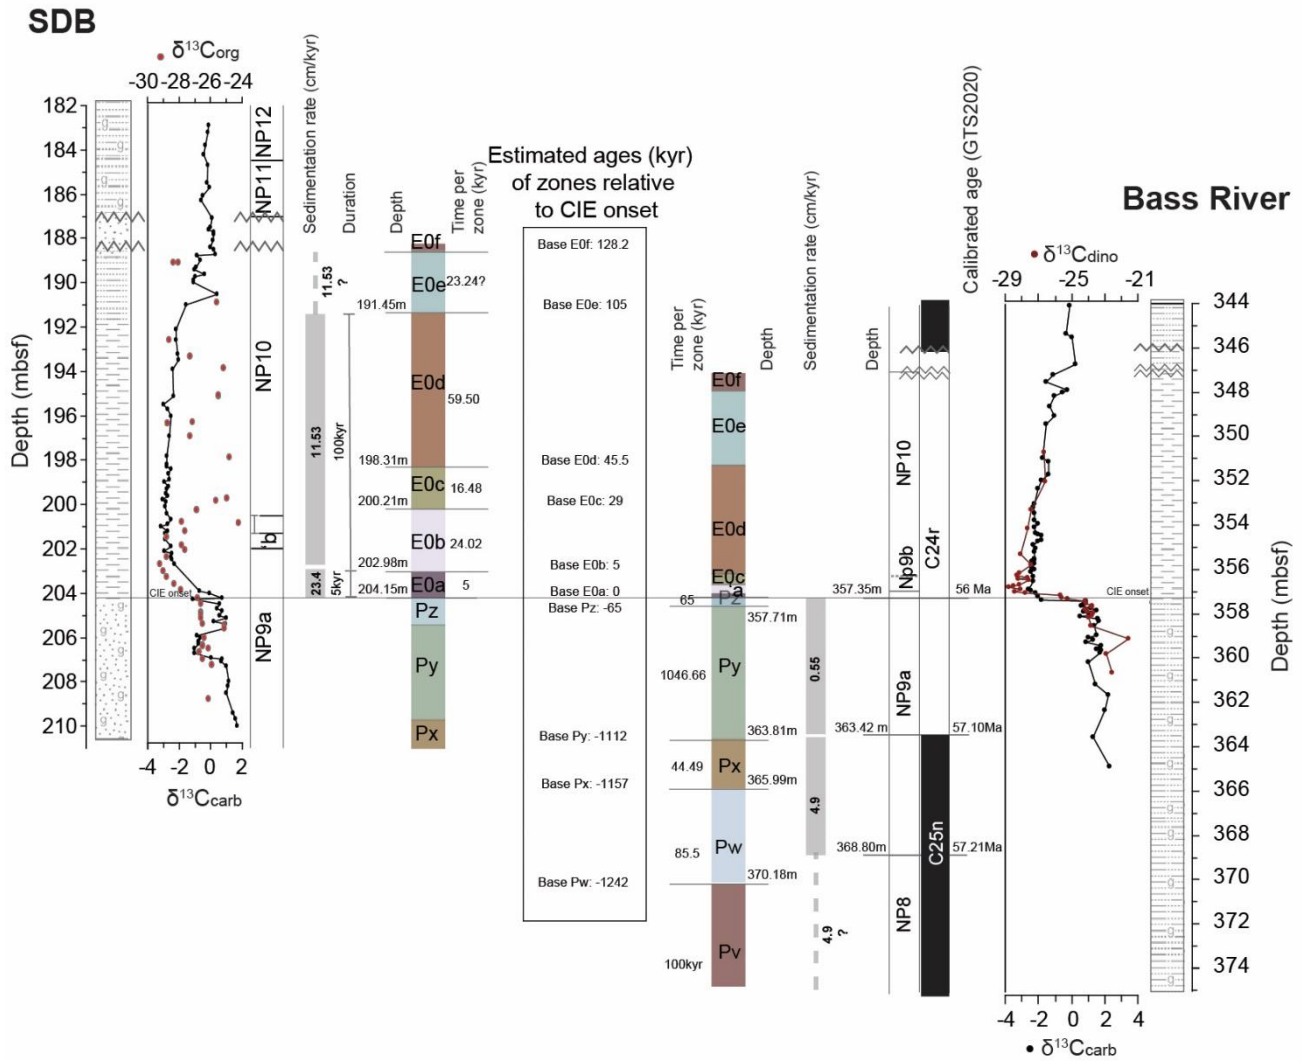 SDB
δ13Corg
-30 -28 -26 -24
182
184
186
188
190
192
194
196
198
200
202
204
206
208
210
Depth (mbsf)
g
g
g
g
g
g
g
g
g
g
CIE onset
-4 -2 0 2
δ13Ccarb
NP12
NP11
NP10
'b
NP9a
Sedimentation rate (cm/kyr)
11.53
?
11.53
23.4
Duration
100kyr
5kyr
Depth
191.45m
198.31m
200.21m
202.98m
204.15m
E0f
E0e
E0d
E0c
E0b
E0a
Pz
Py
Px
Time per
zone (kyr)
23.24?
59.50
16.48
24.02
5
Estimated ages (kyr)
of zones relative
to CIE onset
Base E0f: 128.2
Base E0e: 105
Base E0d: 45.5
Base E0c: 29
Base E0b: 5
Base E0a: 0
Base Pz: -65
Base Py: -1112
Base Px: -1157
Base Pw: -1242
Time per
zone (kyr)
65
1046.66
44.49
85.5
100kyr
E0f
E0e
E0d
E0c
'a
Pz
Py
Px
Pw
Pv
Depth
357.71m
363.81m
365.99m
370.18m
Sedimentation rate (cm/kyr)
0.55
4.9
4.9
?
Depth
357.35m
363.42 m
368.80m
NP10
Np9b
NP9a
NP8
C24r
C25n
Calibrated age (GTS2020)
56 Ma
57.10Ma
57.21Ma
Bass River
δ13Cdino
-29 -25 -21
CIE onset
-4 -2 0 2 4
δ13Ccarb
g
g
g
g
g
g
344
346
348
350
352
354
356
358
360
362
364
366
368
370
372
374
Depth (mbsf)